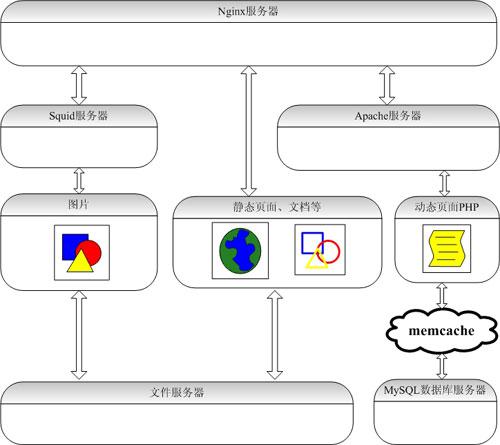 Nginx服务器
Squid服务器
Apache服务器
图片
静态页面、文档等
动态页面PHP
memcache
文件服务器
MySQL数据库服务器